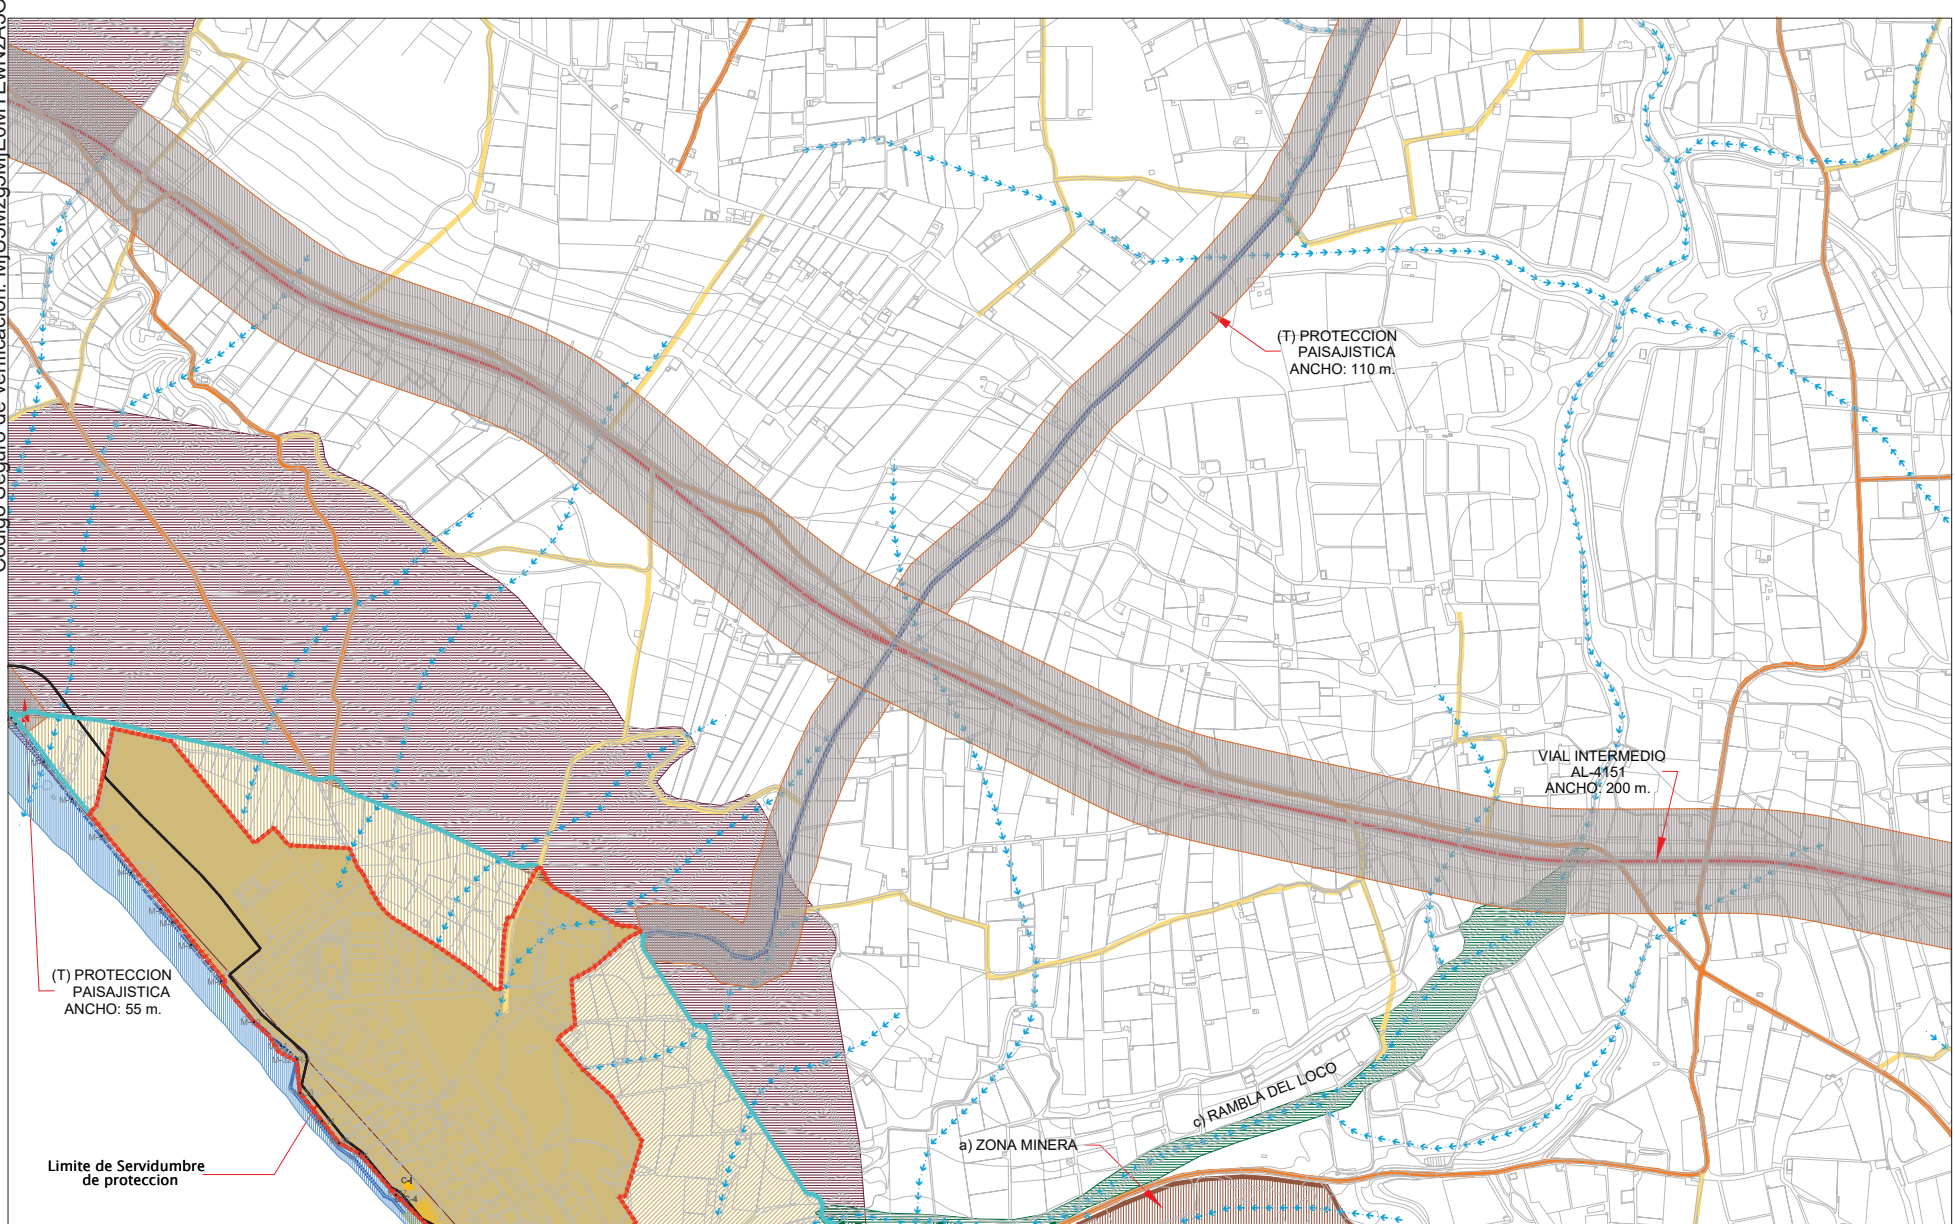 (T) PROTECCION
PAISAJISTICA
ANCHO: 110 m.
VIAL INTERMEDIO
AL-4151
ANCHO: 200 m.
(T) PROTECCION
PAISAJISTICA
ANCHO: 55 m.
c) RAMBLA DEL LOCO
a) ZONA MINERA
Limite de Servidumbre
de proteccion